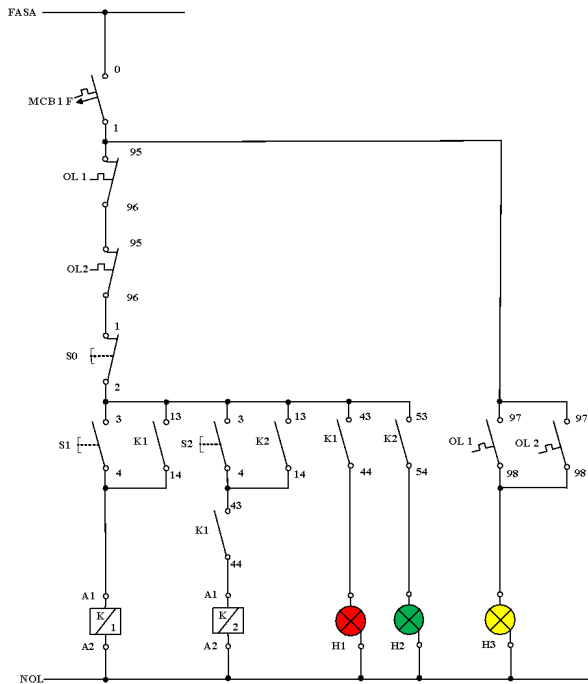 FASA
0
MCB 1 F
1
95
OL 1
96
95
OL2
96
1
S0
2
3 13 3 13 43 53 97 97
S1 K1 S2 K2 K1 K2 OL 1 OL 2
4 14 4 14 44 54 98 98
43
K1
44
A1 A1
K 1 K 2
A2 A2 H1 H2 H3
NOL